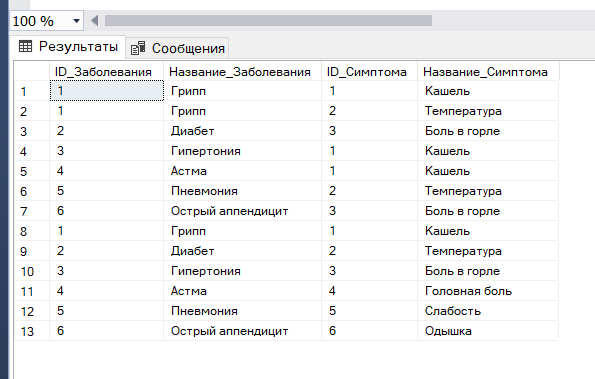 100 %
Результаты Сообщения
ID_Заболевания Название_Заболевания ID_Симптома Название_Симптома
1 1 Грипп 1 Кашель
2 1 Грипп 2 Температура
3 2 Диабет 3 Боль в горле
4 3 Гипертония 1 Кашель
5 4 Астма 1 Кашель
6 5 Пневмония 2 Температура
7 6 Острый аппендицит 3 Боль в горле
8 1 Грипп 1 Кашель
9 2 Диабет 2 Температура
10 3 Гипертония 3 Боль в горле
11 4 Астма 4 Головная боль
12 5 Пневмония 5 Слабость
13 6 Острый аппендицит 6 Одышка